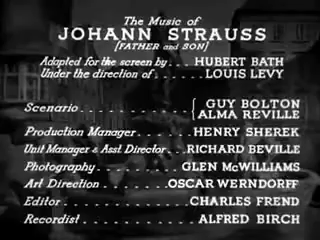 The Music of
JOHANN STRAUSS
[FATHER and SON]
Adapted for the screen by . . . HUBERT BATH
Under the direction of . . . . . LOUIS LEVY
Scenario . . . . . . . . . . . { GUY BOLTON
ALMA REVILLE
Production Manager . . . . . . HENRY SHEREK
Unit Manager & Asst. Director . . . RICHARD BEVILLE
Photography . . . . . . . . . GLEN McWILLIAMS
Art Direction . . . . . . . OSCAR WERNDORFF
Editor . . . . . . . . . . . . CHARLES FREND
Recordist . . . . . . . . . . . ALFRED BIRCH